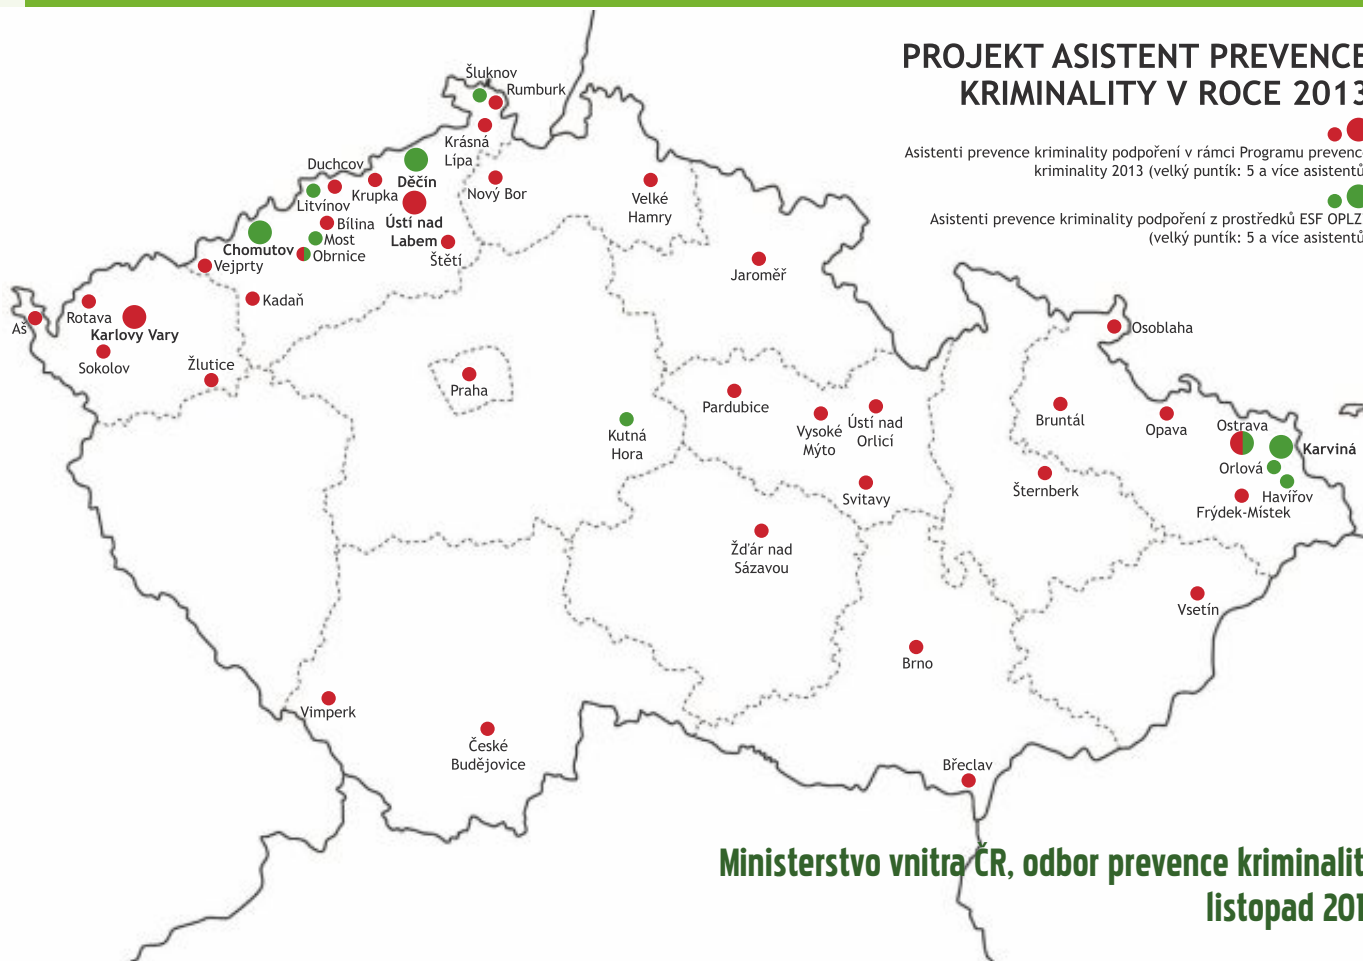 PROJEKT ASISTENT PREVENCE
KRIMINALITY V ROCE 2013
Asistenti prevence kriminality podpoření v rámci Programu prevence
kriminality 2013 (velký puntík: 5 a více asistentů
Asistenti prevence kriminality podpoření z prostředků ESF OPLZZ
(velký puntík: 5 a více asistentů
Šluknov
Rumburk
Krásná
Lípa
Duchcov
Děčín
Krupka
Nový Bor
Litvínov
Velké
Hamry
Bílina
Ústí nad
Labem
Most
Chomutov
Obrnice
Štětí
Vejprty
Jaroměř
Kadaň
Rotava
Aš
Karlovy Vary
Osoblaha
Sokolov
Žlutice
Praha
Pardubice
Kutná
Hora
Vysoké
Mýto
Ústí nad
Orlicí
Bruntál
Opava
Ostrava
Karviná
Orlová
Havířov
Frýdek-Místek
Šternberk
Svitavy
Žďár nad
Sázavou
Vsetín
Brno
Vimperk
České
Budějovice
Břeclav
Ministerstvo vnitra ČR, odbor prevence kriminalit
listopad 201